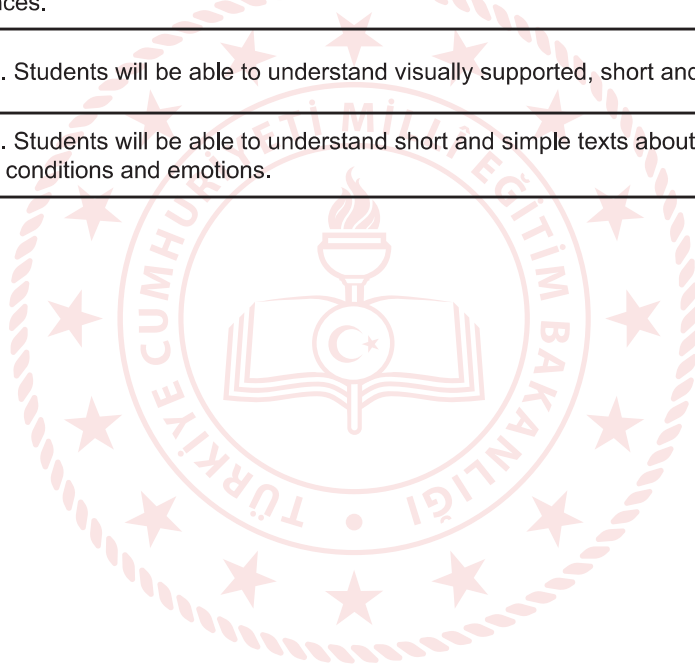 nces.
. Students will be able to understand visually supported, short and
. Students will be able to understand short and simple texts about
conditions and emotions.
TÜRKİYE CUMHURİYETİ MİLLÎ EĞİTİM BAKANLIĞI